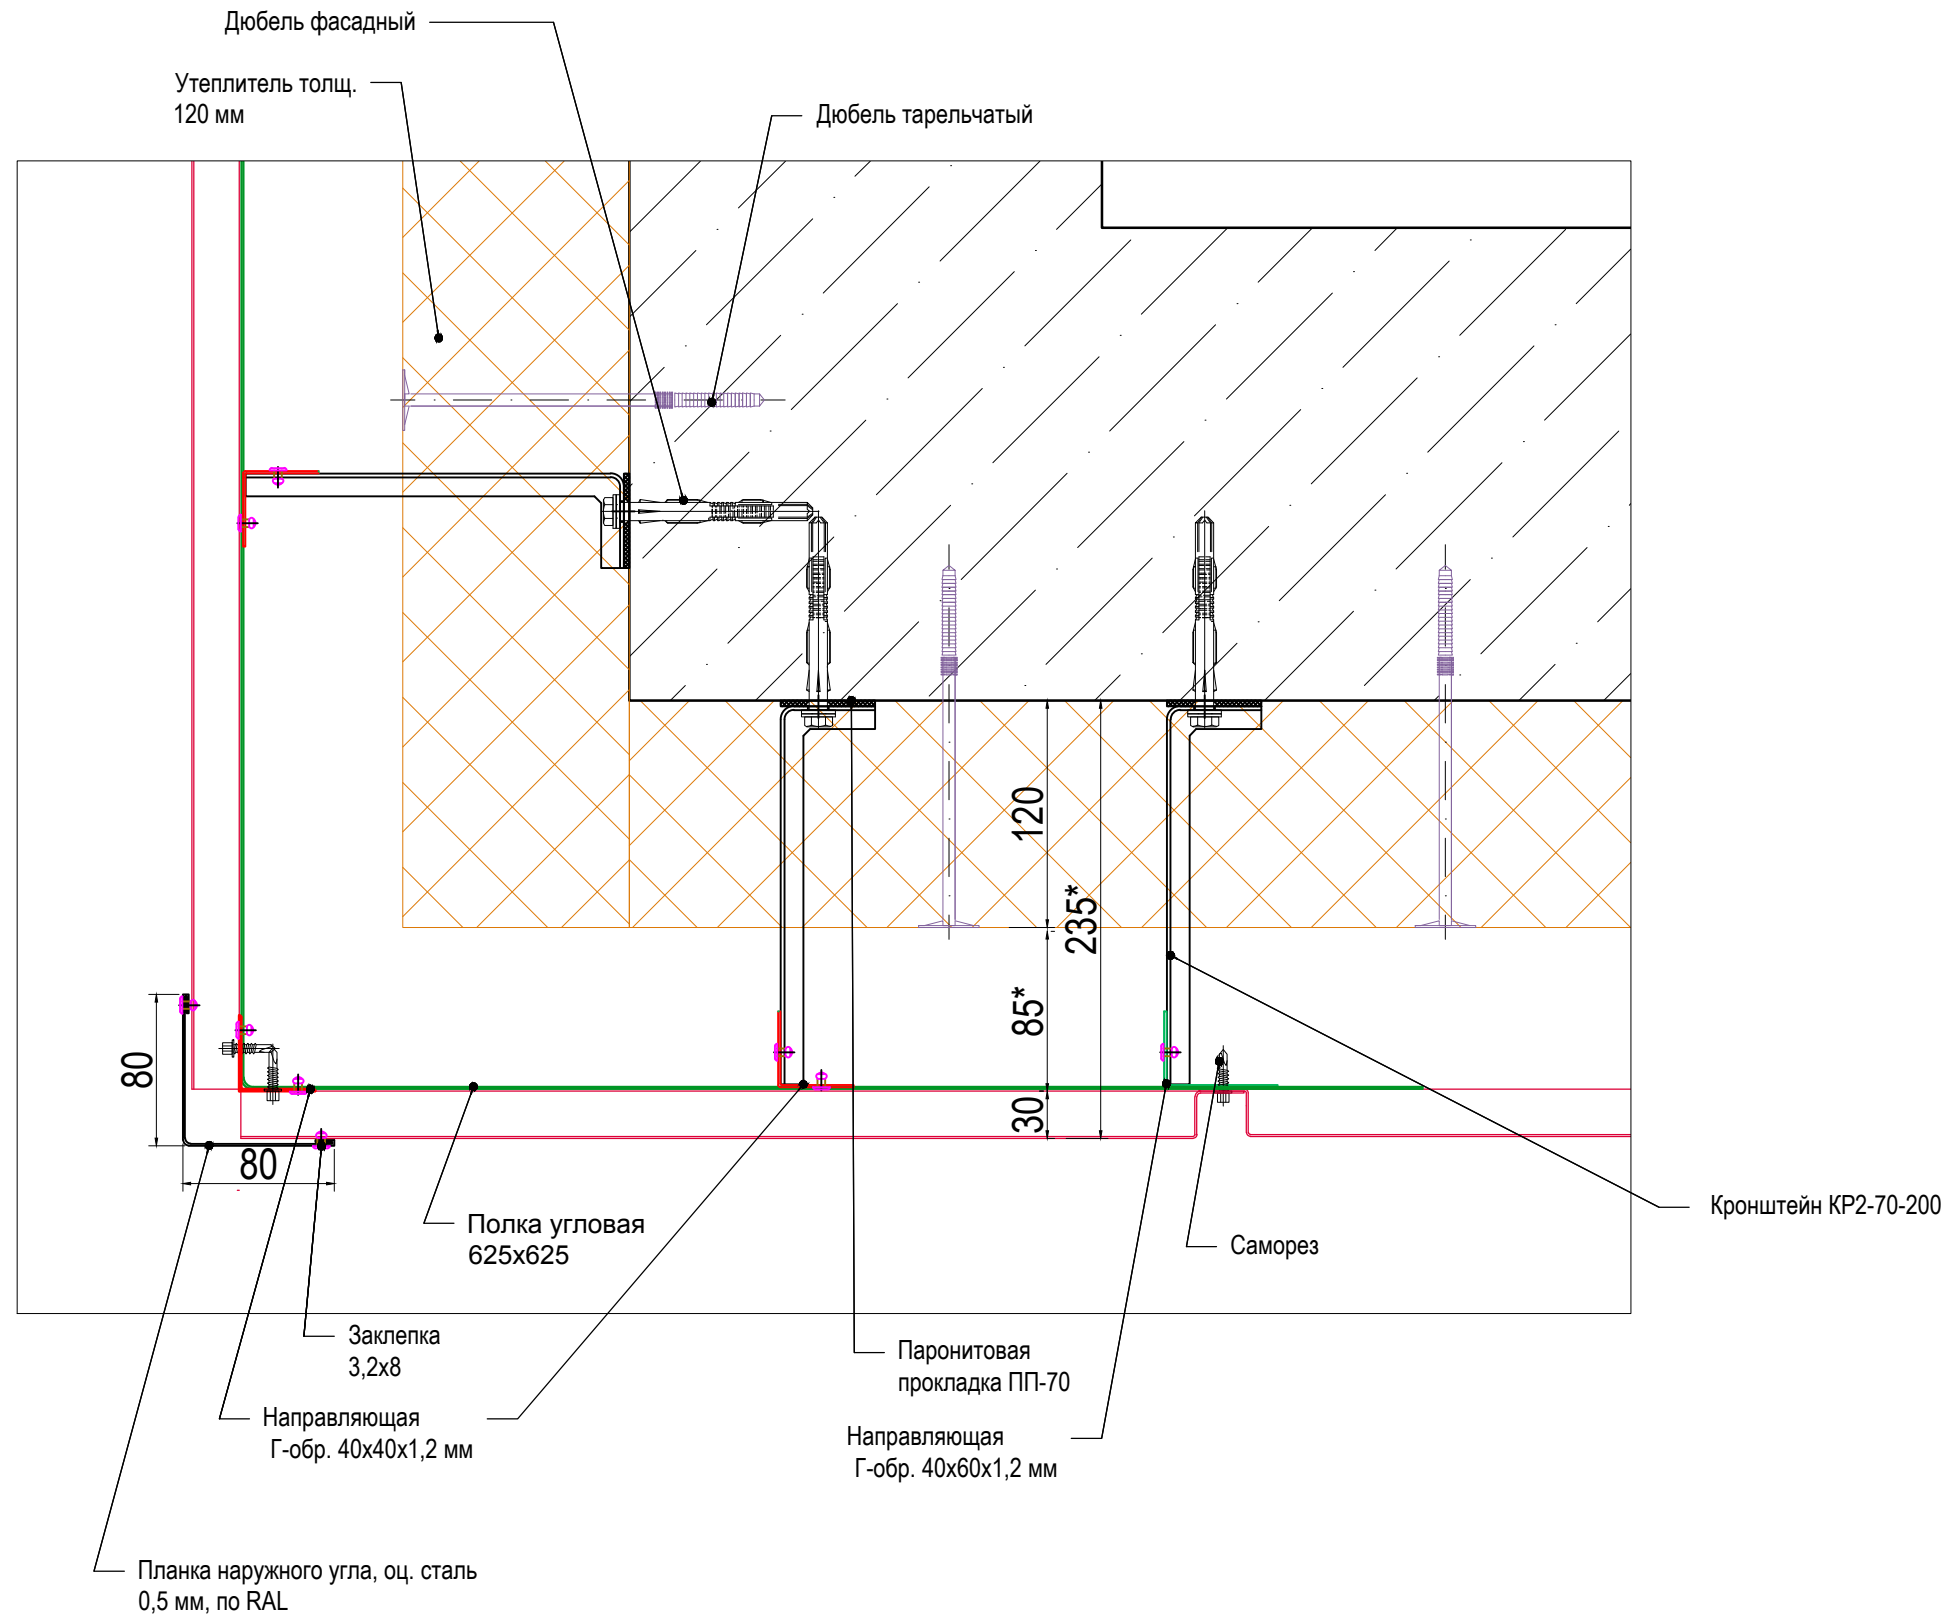 Дюбель фасадный
Утеплитель толщ.
120 мм
Дюбель тарельчатый
120
235*
85*
30
80
80
Полка угловая
625х625
Кронштейн КР2-70-200
Саморез
Заклепка
3,2х8
Паронитовая
прокладка ПП-70
Направляющая
Г-обр. 40х40х1,2 мм
Направляющая
Г-обр. 40х60х1,2 мм
Планка наружного угла, оц. сталь
0,5 мм, по RAL